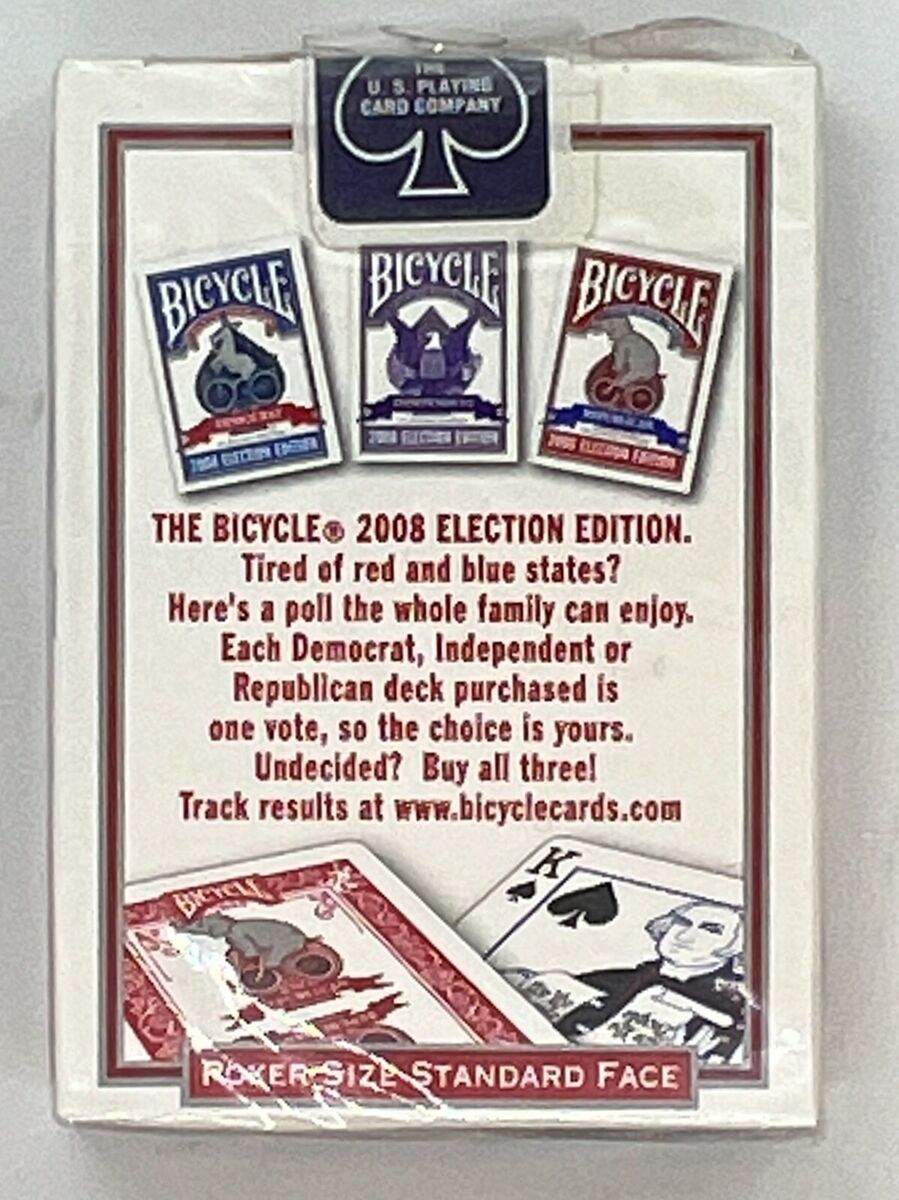 THE
U. S. PLAYING
CARD COMPANY
BICYCLE
2008 ELECTION EDITION
BICYCLE
2008 ELECTION EDITION
BICYCLE
2008 ELECTION EDITION
THE BICYCLE® 2008 ELECTION EDITION.
Tired of red and blue states?
Here's a poll the whole family can enjoy.
Each Democrat, Independent or
Republican deck purchased is
one vote, so the choice is yours.
Undecided? Buy all three!
Track results at www.bicyclecards.com
BICYCLE
K
POKER SIZE STANDARD FACE